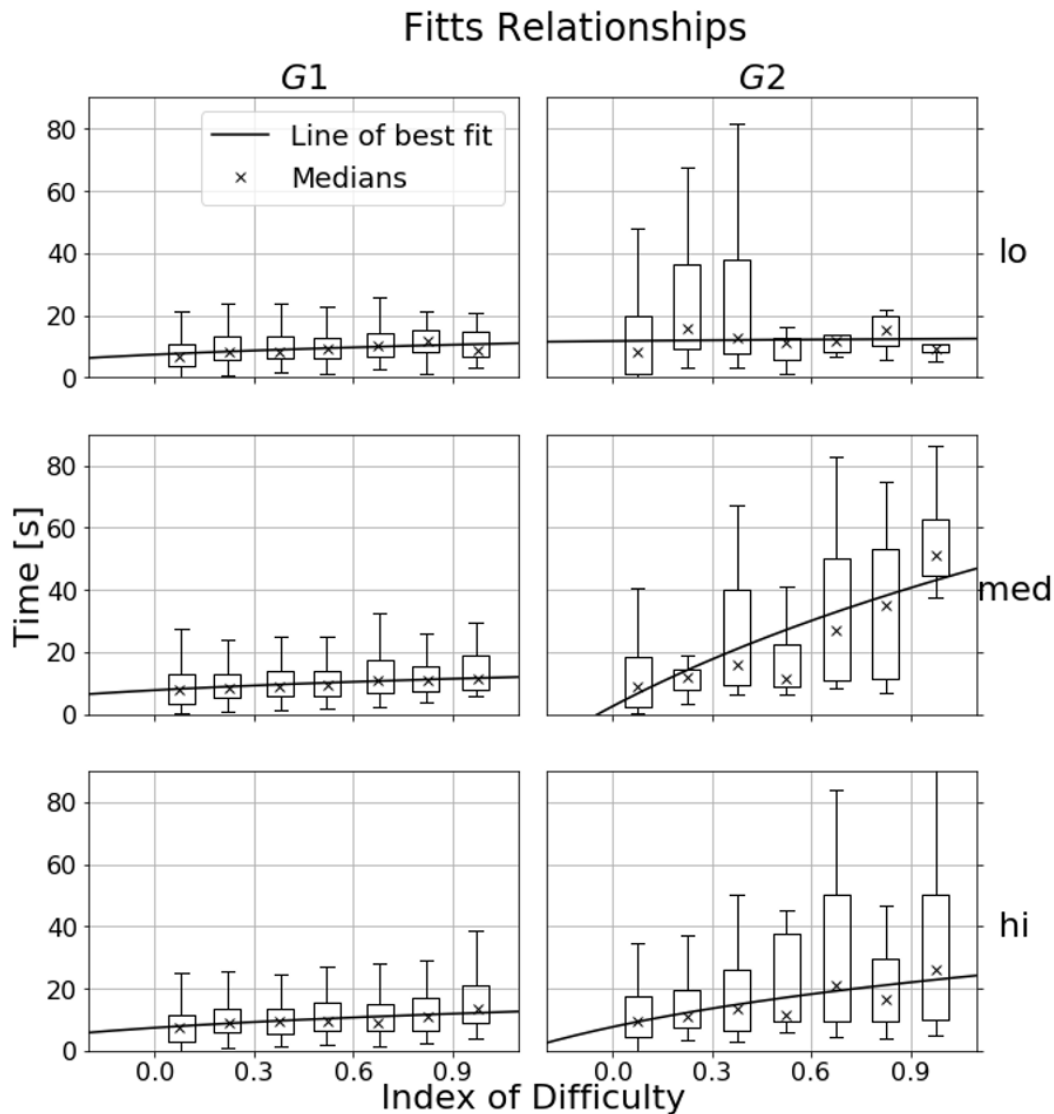 Fitts Relationships
G1
G2
80
60
40
20
0
Line of best fit
Medians
lo
80
60
40
20
0
Time [s]
med
80
60
40
20
0
hi
0.0 0.3 0.6 0.9
0.0 0.3 0.6 0.9
Index of Difficulty